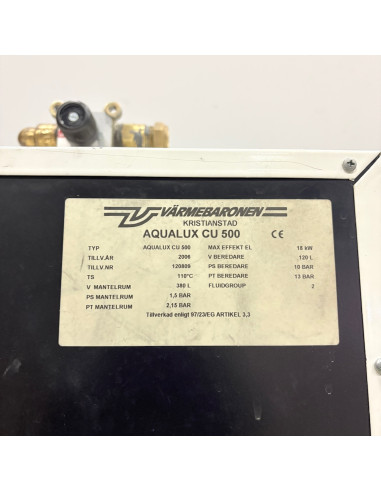 VÄRMEBARONEN
KRISTIANSTAD
AQUALUX CU 500 CE
TYP AQUALUX CU 500 MAX EFFEKT EL 18 kW
TILLV.ÅR 2006 V BEREDARE 120 L
TILLV.NR 120809 PS BEREDARE 10 BAR
TS 110°C PT BEREDARE 13 BAR
V MANTELRUM 380 L FLUIDGROUP 2
PS MANTELRUM 1,5 BAR
PT MANTELRUM 2,15 BAR
Tillverkad enligt 97/23/EG ARTIKEL 3.3